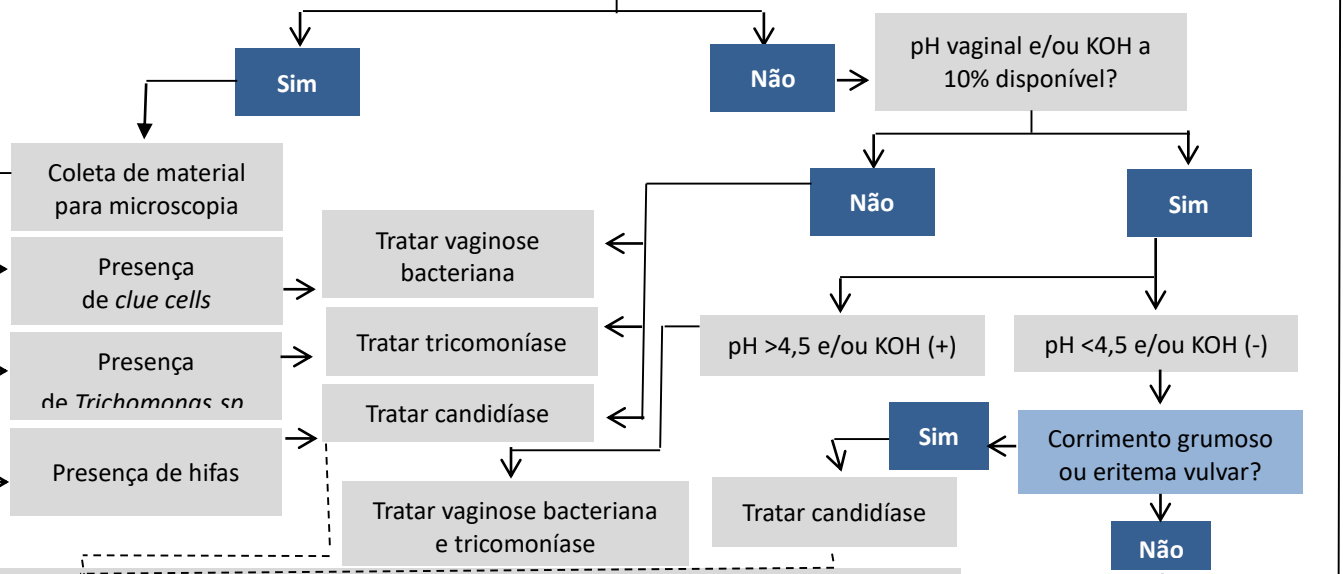 Sim
Não
pH vaginal e/ou KOH a
10% disponível?
Coleta de material
para microscopia
Não
Sim
Tratar vaginose
bacteriana
Presença
de clue cells
Tratar tricomoníase
pH >4,5 e/ou KOH (+)
pH <4,5 e/ou KOH (-)
Presença
de Trichomonas sp
Tratar candidíase
Sim
Corrimento grumoso
ou eritema vulvar?
Presença de hifas
Tratar vaginose bacteriana
e tricomoníase
Tratar candidíase
Não